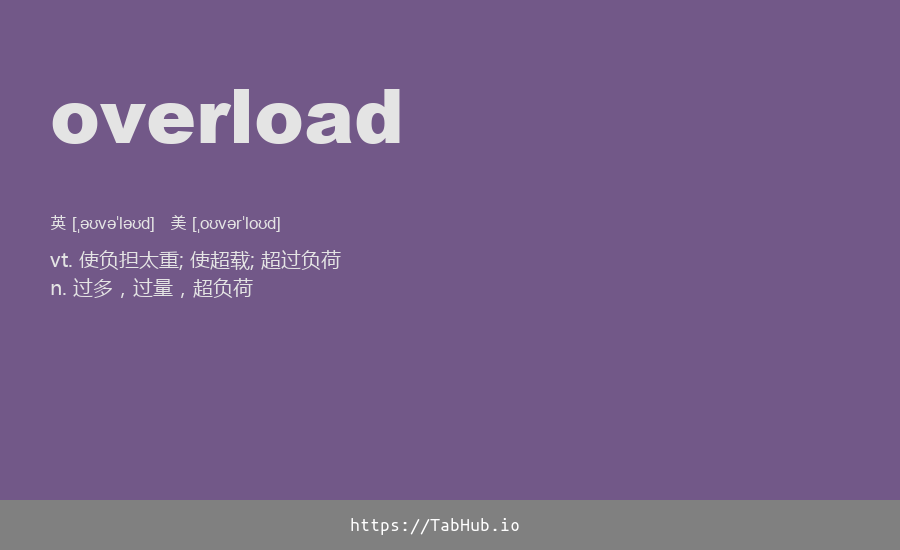 overload
英 [ˌəʊvəˈləʊd] 美 [ˌoʊvərˈloʊd]
vt. 使负担太重; 使超载; 超过负荷
n. 过多，过量，超负荷
https://TabHub.io